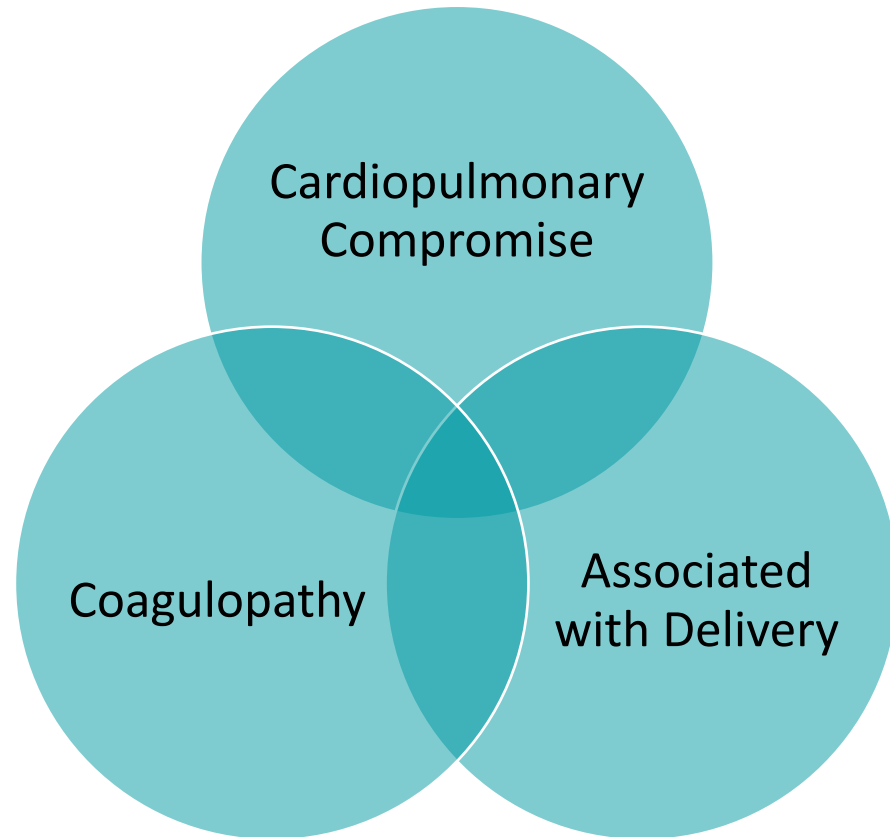 Cardiopulmonary
Compromise
Coagulopathy
Associated
with Delivery